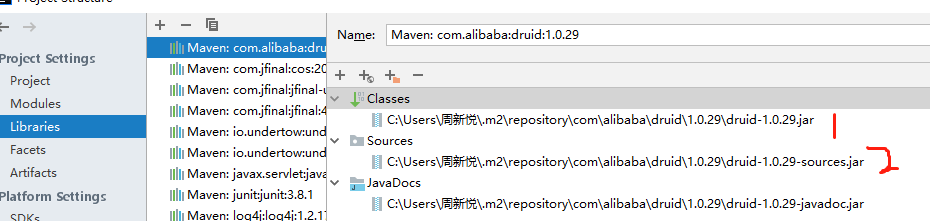 Project Settings
Project
Modules
Libraries
Facets
Artifacts
Platform Settings
SDKs
Maven: com.alibaba:dru
Maven: com.jfinal:cos:20
Maven: com.jfinal:jfinal-u
Maven: com.jfinal:jfinal:4
Maven: io.undertow:und
Maven: io.undertow:und
Maven: javax.servlet:java
Maven: junit:junit:3.8.1
Maven: log4j:log4j:1.2.17
Name: Maven: com.alibaba:druid:1.0.29
Classes
C:\Users\周新悦\.m2\repository\com\alibaba\druid\1.0.29\druid-1.0.29.jar
1
Sources
C:\Users\周新悦\.m2\repository\com\alibaba\druid\1.0.29\druid-1.0.29-sources.jar
2
JavaDocs
C:\Users\周新悦\.m2\repository\com\alibaba\druid\1.0.29\druid-1.0.29-javadoc.jar